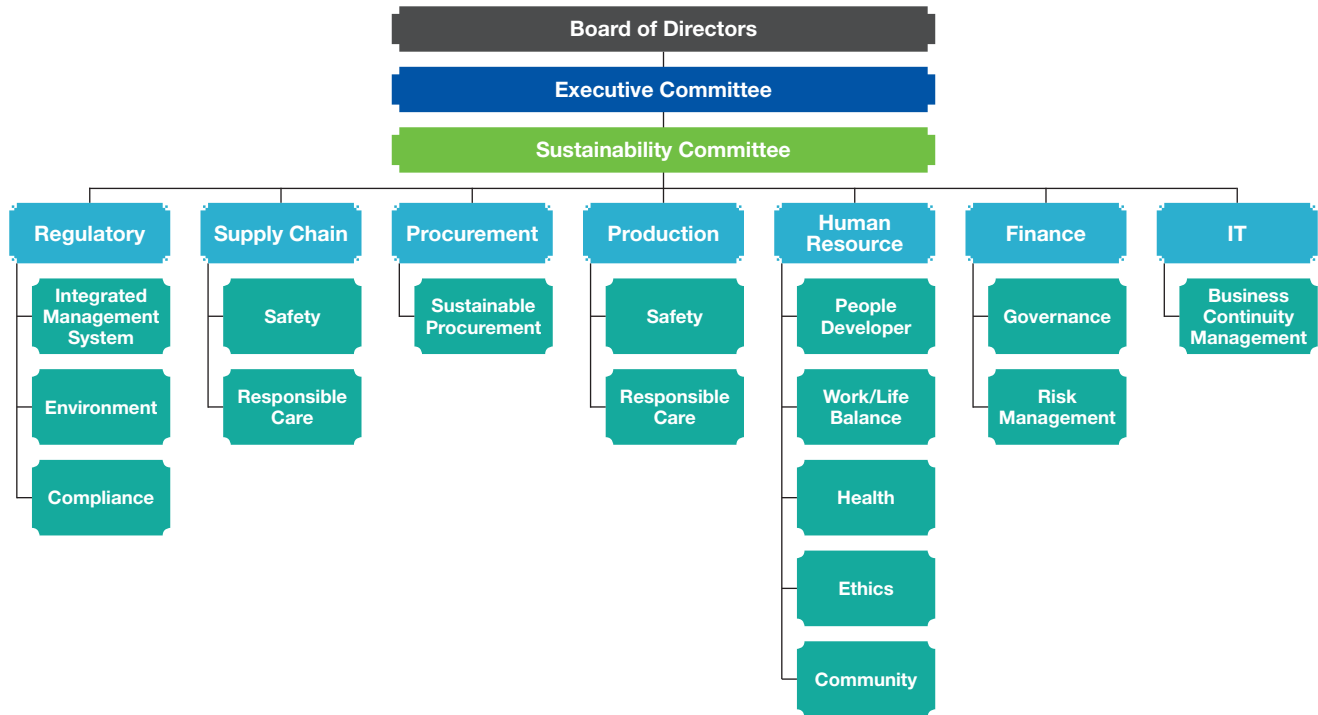 Board of Directors
Executive Committee
Sustainability Committee
Regulatory
Supply Chain
Procurement
Production
Human
Resource
Finance
IT
Integrated
Management
System
Environment
Compliance
Safety
Responsible
Care
Sustainable
Procurement
Safety
Responsible
Care
People
Developer
Work/Life
Balance
Health
Ethics
Community
Governance
Risk
Management
Business
Continuity
Management